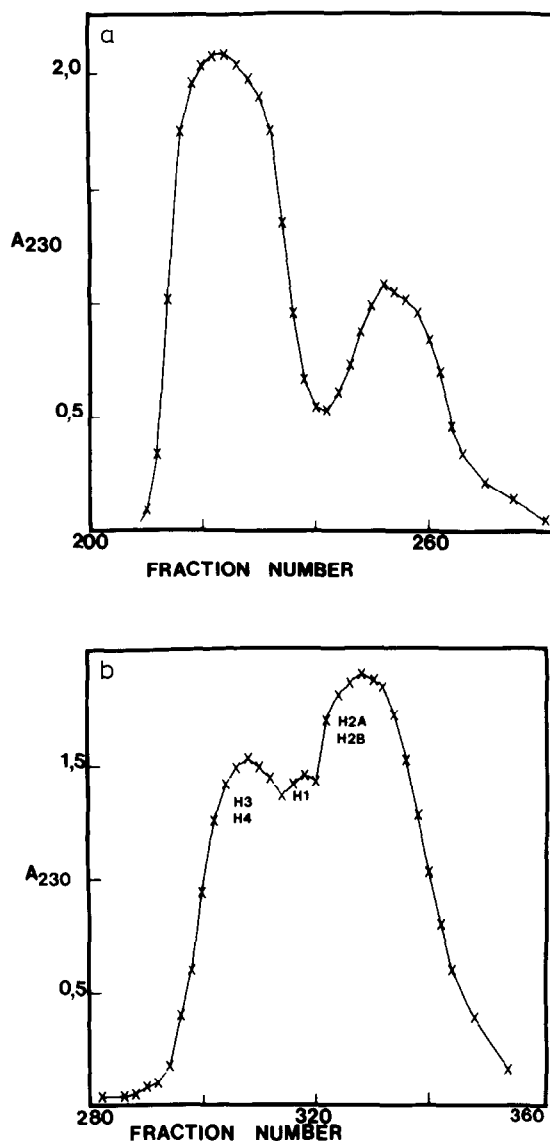 a
2,0
A230
0,5
200
260
FRACTION NUMBER
b
H2A
H2B
1,5
H3
H4
H1
A230
0,5
280
320
360
FRACTION NUMBER